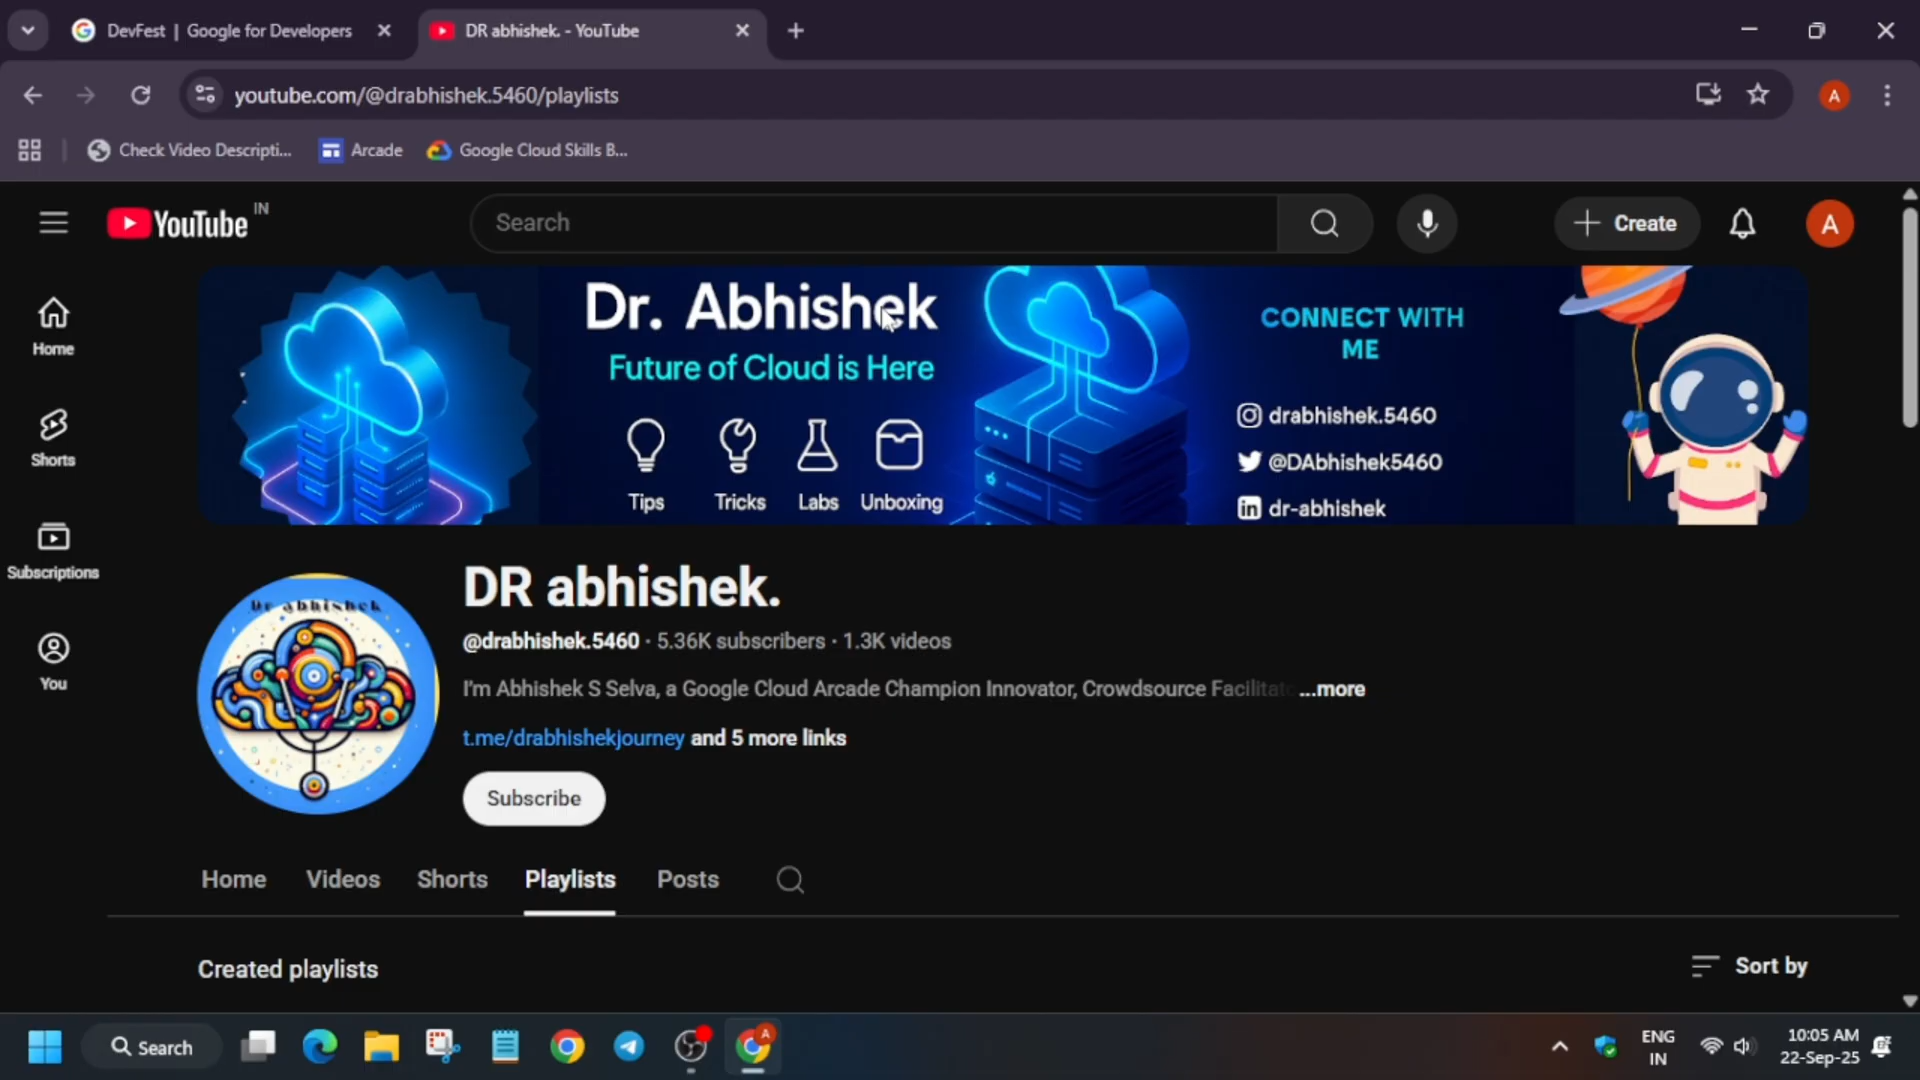 DevFest | Google for Developers
DR abhishek. - YouTube
youtube.com/@drabhishek.5460/playlists
A
Check Video Descripti...
Arcade
Google Cloud Skills B...
YouTube
IN
Search
Create
A
Home
Shorts
Subscriptions
You
Dr. Abhishek
Future of Cloud is Here
Tips
Tricks
Labs
Unboxing
CONNECT WITH
ME
drabhishek.5460
@DAbhishek5460
in dr-abhishek
Dr abhishek
DR abhishek.
@drabhishek.5460 · 5.36K subscribers · 1.3K videos
I'm Abhishek S Selva, a Google Cloud Arcade Champion Innovator, Crowdsource Facilitat ...more
t.me/drabhishekjourney and 5 more links
Subscribe
Home
Videos
Shorts
Playlists
Posts
Created playlists
Sort by
Search
A
ENG
IN
10:05 AM
22-Sep-25